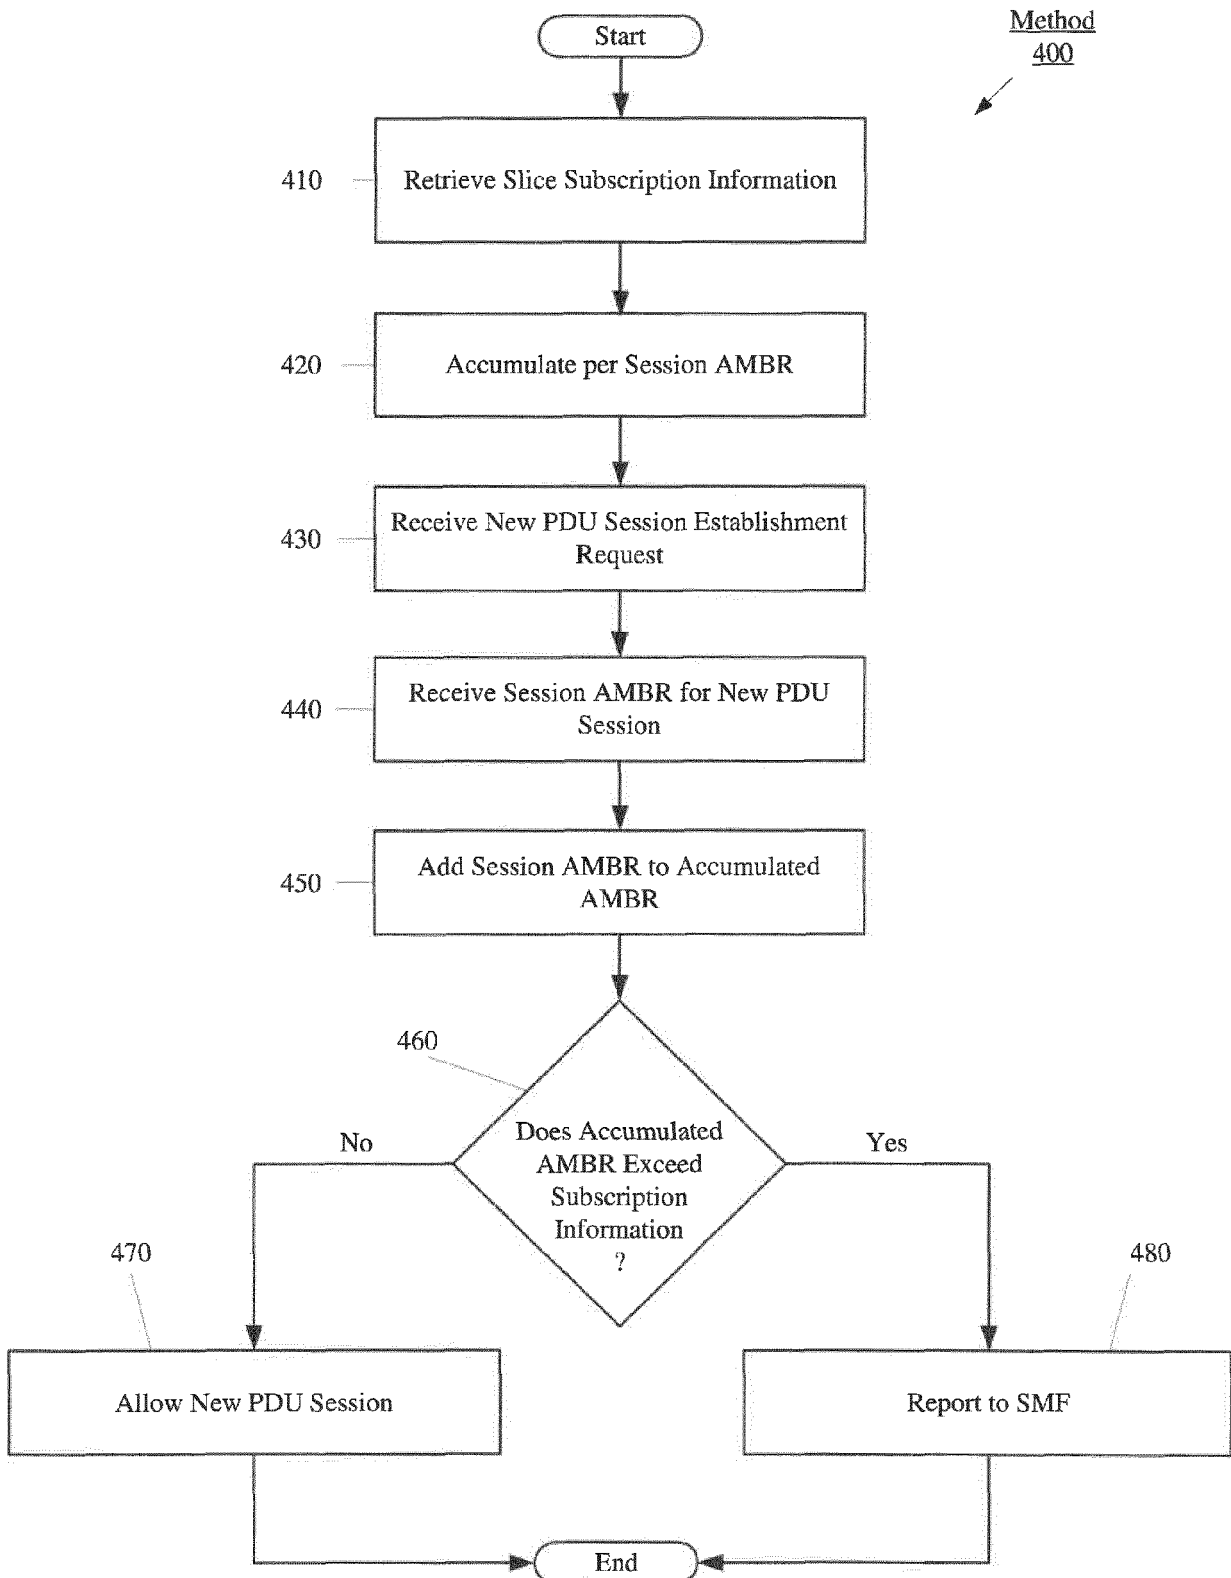 Start
Method
400
410
Retrieve Slice Subscription Information
420
Accumulate per Session AMBR
430
Receive New PDU Session Establishment
Request
440
Receive Session AMBR for New PDU
Session
450
Add Session AMBR to Accumulated
AMBR
460
Does Accumulated
AMBR Exceed
Subscription
Information
?
No
Yes
470
480
Allow New PDU Session
Report to SMF
End